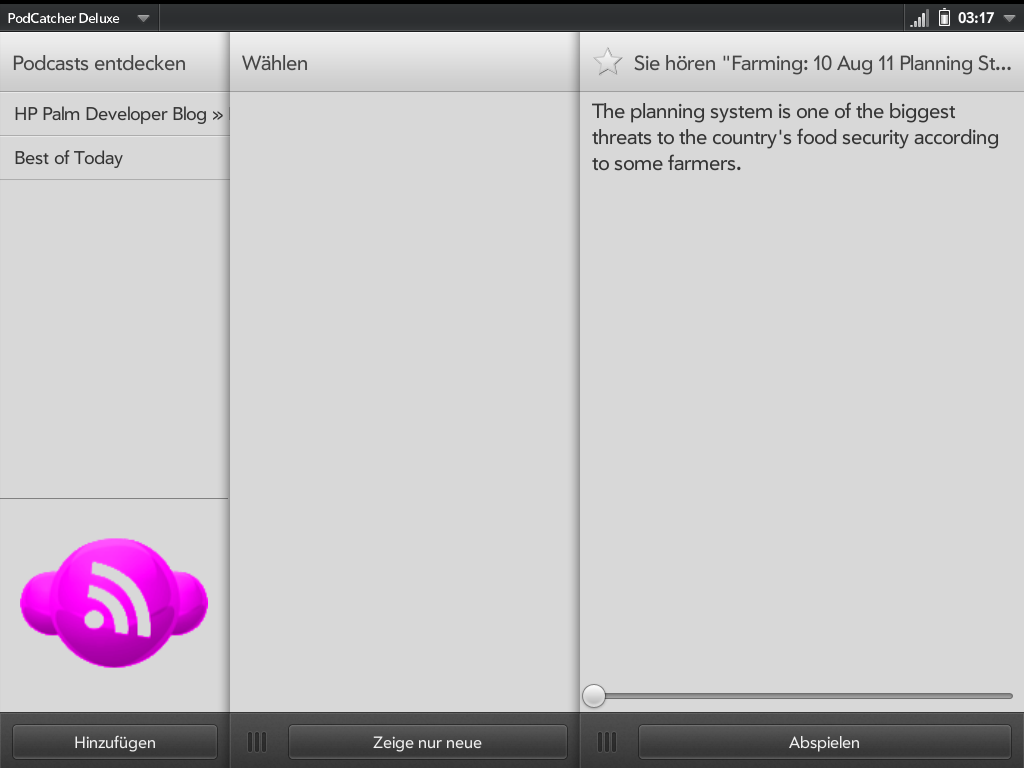 PodCatcher Deluxe
03:17
Podcasts entdecken
Wählen
Sie hören "Farming: 10 Aug 11 Planning St...
HP Palm Developer Blog »
Best of Today
The planning system is one of the biggest
threats to the country's food security according
to some farmers.
Hinzufügen
Zeige nur neue
Abspielen